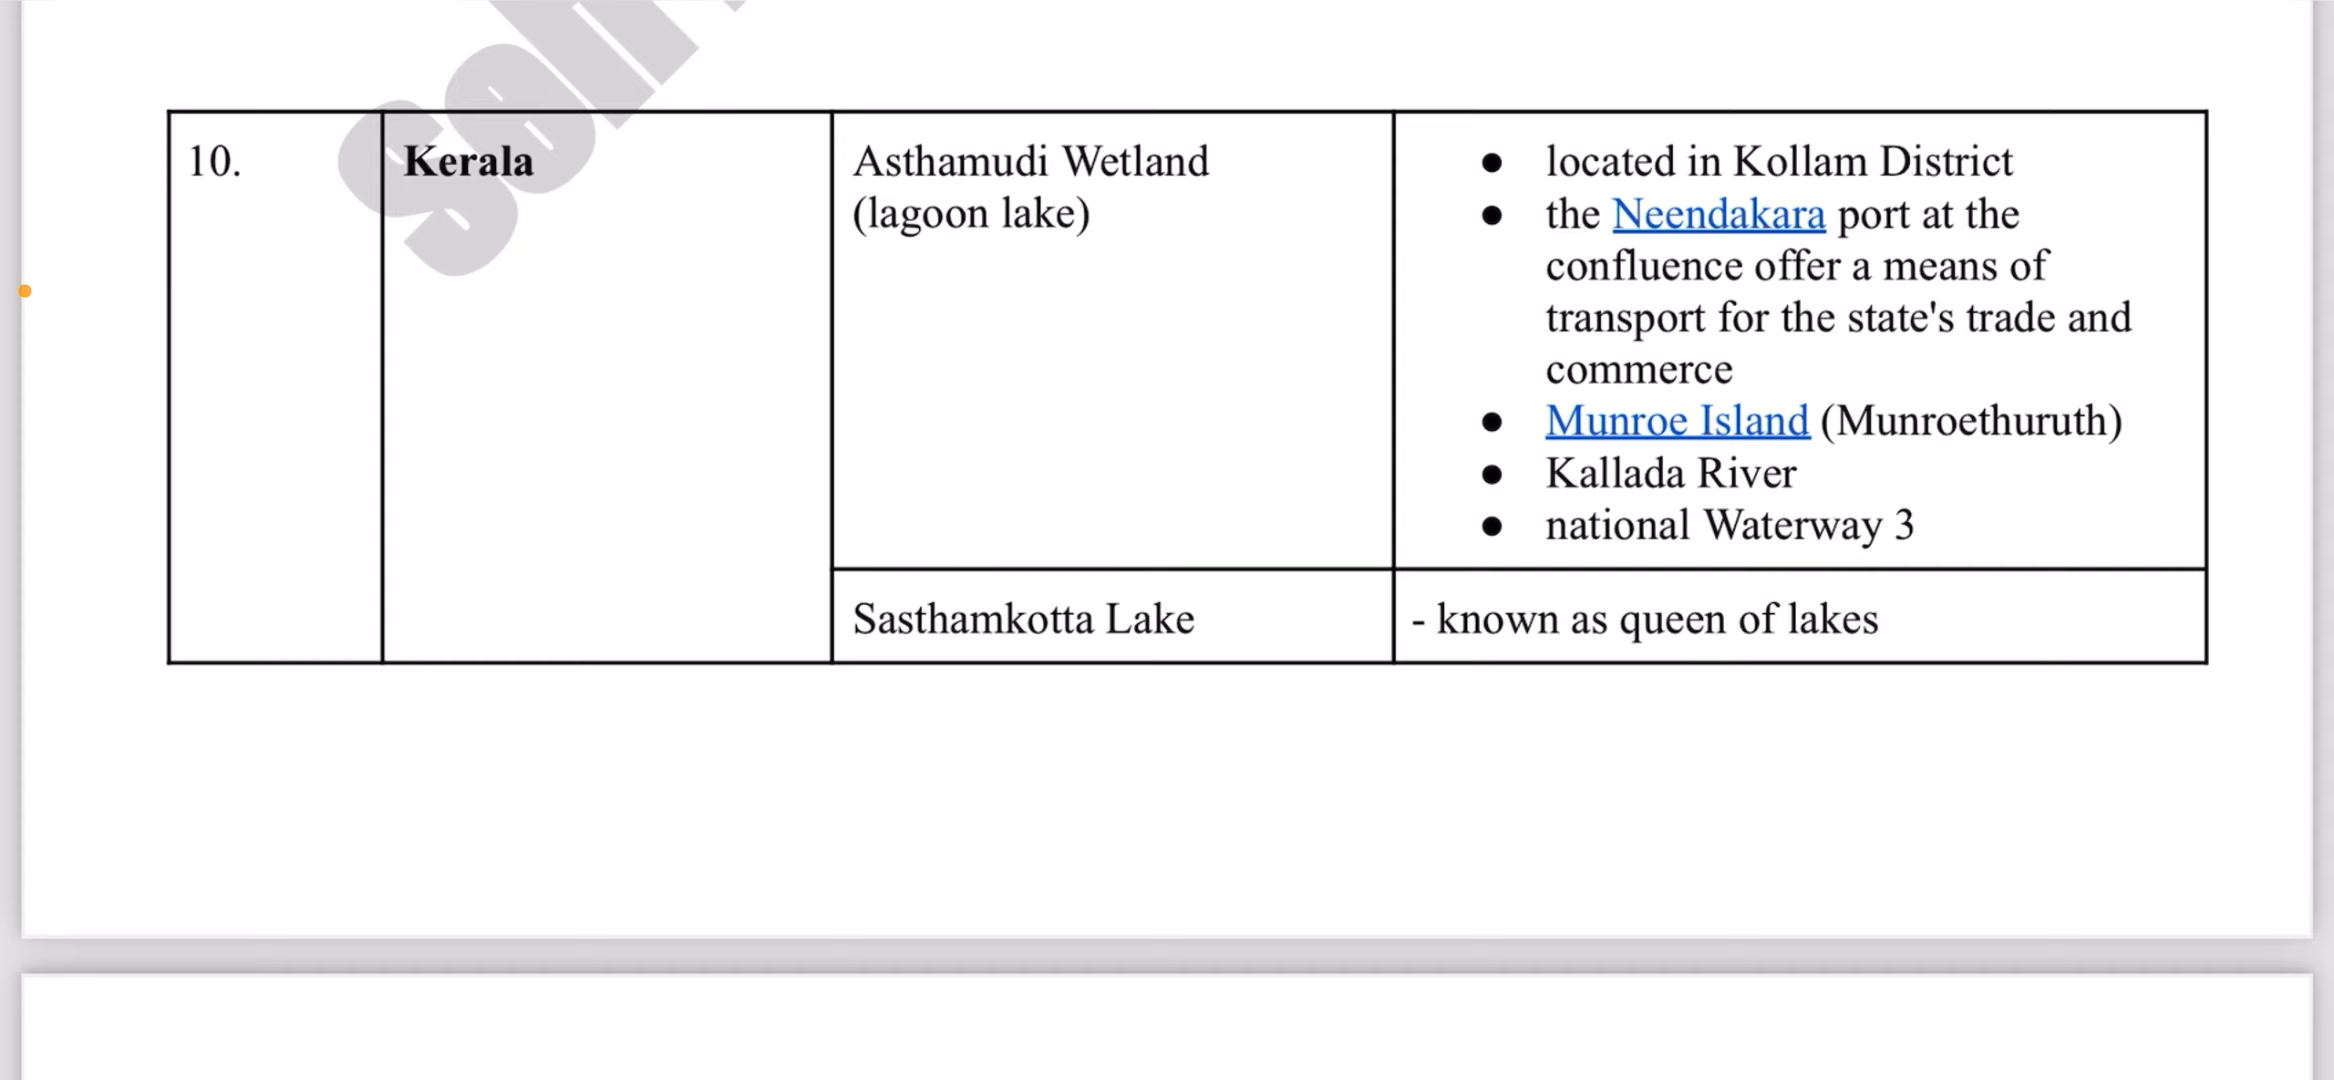 10.
Kerala
Asthamudi Wetland
(lagoon lake)
● located in Kollam District
● the Neendakara port at the
confluence offer a means of
transport for the state's trade and
commerce
● Munroe Island (Munroethuruth)
● Kallada River
● national Waterway 3
Sasthamkotta Lake
- known as queen of lakes